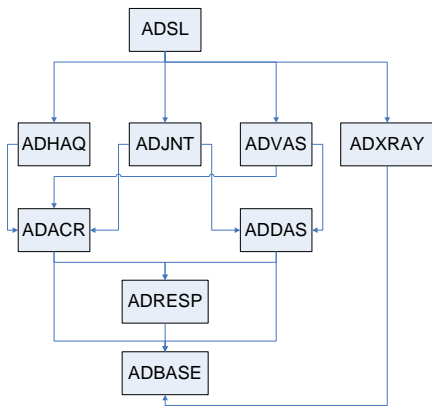 ADSL
ADHAQ
ADJNT
ADVAS
ADXRAY
ADACR
ADDAS
ADRESP
ADBASE